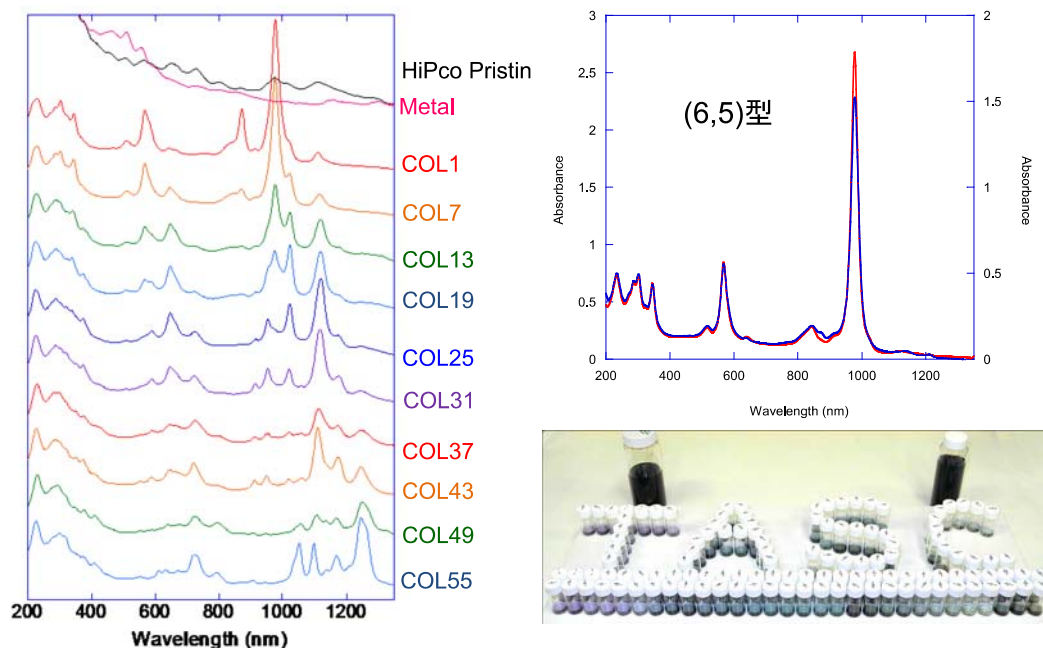 HiPco Pristin
Metal
COL1
COL7
COL13
COL19
COL25
COL31
COL37
COL43
COL49
COL55
200 400 600 800 1000 1200
Wavelength (nm)
(6,5)型
3
2.5
2
1.5
1
0.5
0
2
1.5
1
0.5
0
Absorbance
Absorbance
200 400 600 800 1000 1200
Wavelength (nm)
TASC